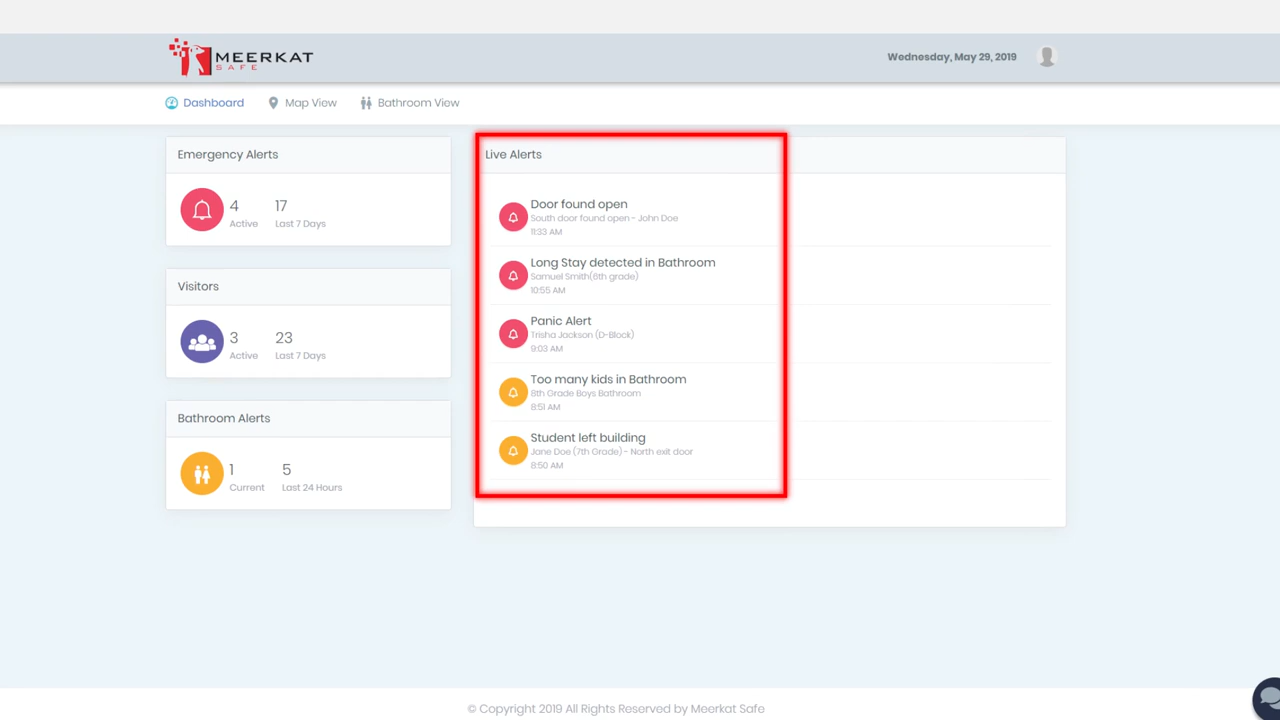 MEERKAT
SAFE
Wednesday, May 29, 2019
Dashboard Map View Bathroom View
Emergency Alerts
4 17
Active Last 7 Days
Visitors
3 23
Active Last 7 Days
Bathroom Alerts
1 5
Current Last 24 Hours
Live Alerts
Door found open
South door found open - John Doe
11:33 AM
Long Stay detected in Bathroom
Samuel Smith(6th grade)
10:55 AM
Panic Alert
Trisha Jackson (D-Block)
9:03 AM
Too many kids in Bathroom
8th Grade Boys Bathroom
8:51 AM
Student left building
Jane Doe (7th Grade) - North exit door
8:50 AM
© Copyright 2019 All Rights Reserved by Meerkat Safe